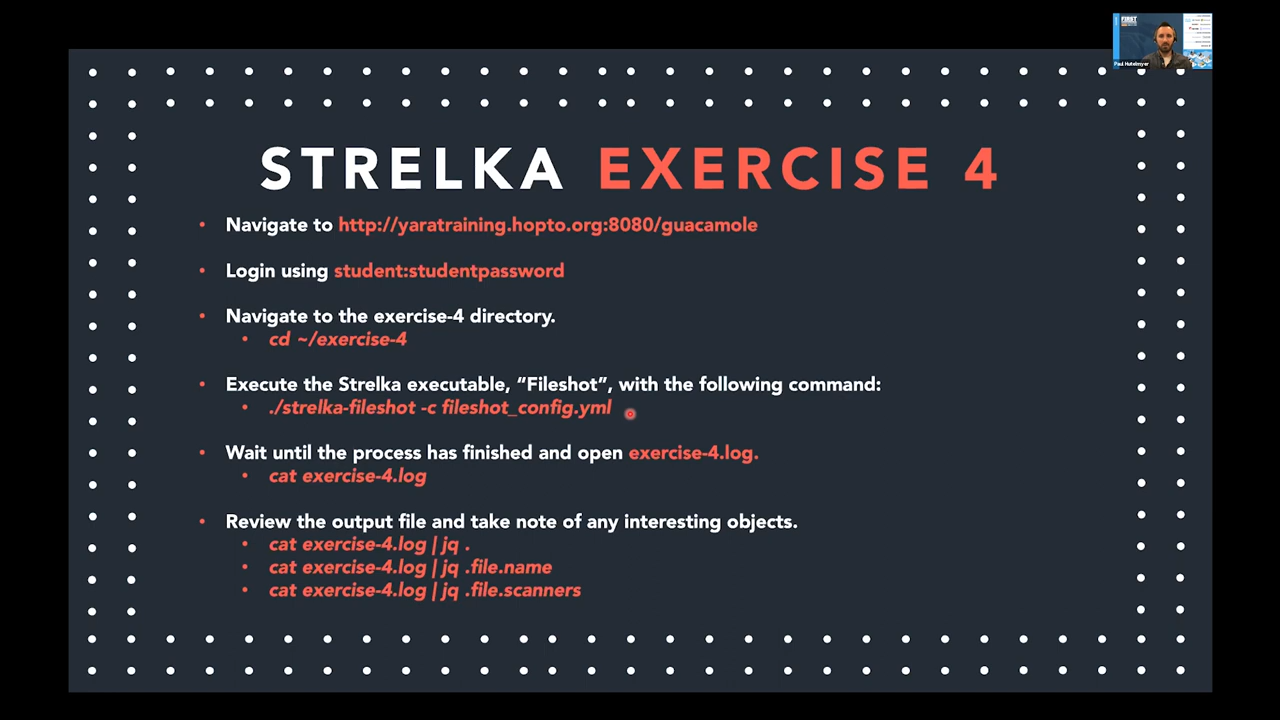 FIRST
Paul Hutelmyer
STRELKA EXERCISE 4
• Navigate to http://yaratraining.hopto.org:8080/guacamole
• Login using student:studentpassword
• Navigate to the exercise-4 directory.
• cd ~/exercise-4
• Execute the Strelka executable, “Fileshot”, with the following command:
• ./strelka-fileshot -c fileshot_config.yml
• Wait until the process has finished and open exercise-4.log.
• cat exercise-4.log
• Review the output file and take note of any interesting objects.
• cat exercise-4.log | jq .
• cat exercise-4.log | jq .file.name
• cat exercise-4.log | jq .file.scanners